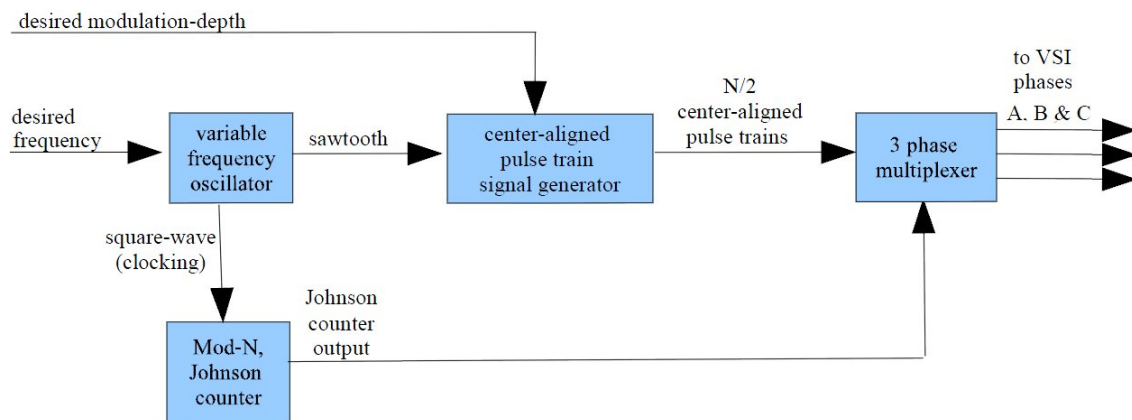 desired modulation-depth
desired
frequency
variable
frequency
oscillator
sawtooth
center-aligned
pulse train
signal generator
N/2
center-aligned
pulse trains
3 phase
multiplexer
to VSI
phases
A. B & C
square-wave
(clocking)
Mod-N,
Johnson
counter
Johnson
counter
output